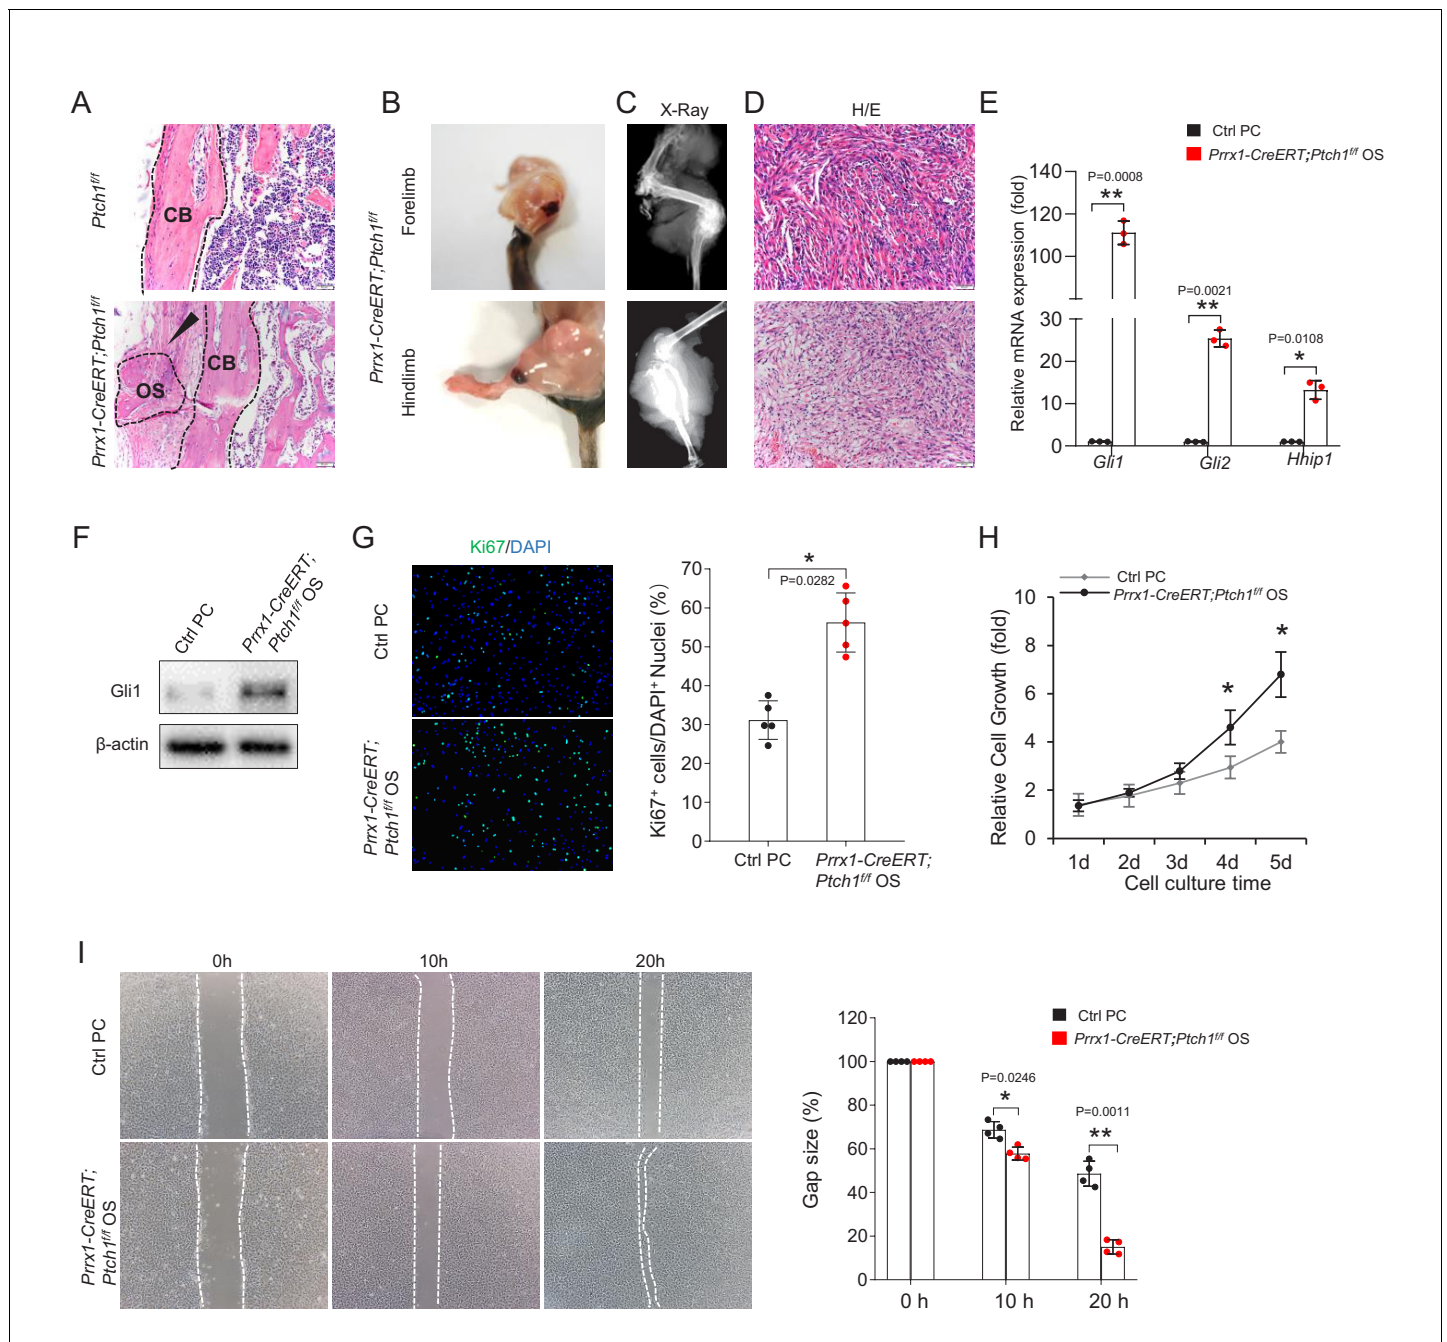 A
Ptch1f/f
CB
Prrx1-CreERT;Ptch1f/f
OS
CB
B
Prrx1-CreERT;Ptch1f/f
Forelimb
Hindlimb
C
X-Ray
D
H/E
E
Ctrl PC
Prrx1-CreERT;Ptch1f/f OS
Relative mRNA expression (fold)
140
120
100
30
20
10
0
P=0.0008
**
P=0.0021
**
P=0.0108
*
Gli1
Gli2
Hhip1
F
Ctrl PC
Prrx1-CreERT;
Ptch1f/f OS
Gli1
β-actin
G
Ki67/DAPI
Ctrl PC
Prrx1-CreERT;
Ptch1f/f OS
Ki67+ cells/DAPI+ Nuclei (%)
70
60
50
40
30
20
10
0
*
P=0.0282
Ctrl PC
Prrx1-CreERT;
Ptch1f/f OS
H
Ctrl PC
Prrx1-CreERT;Ptch1f/f OS
Relative Cell Growth (fold)
10
8
6
4
2
0
*
*
1d
2d
3d
4d
5d
Cell culture time
I
0h
10h
20h
Ctrl PC
Prrx1-CreERT;
Ptch1f/f OS
Ctrl PC
Prrx1-CreERT;Ptch1f/f OS
Gap size (%)
120
100
80
60
40
20
0
P=0.0246
*
P=0.0011
**
0 h
10 h
20 h